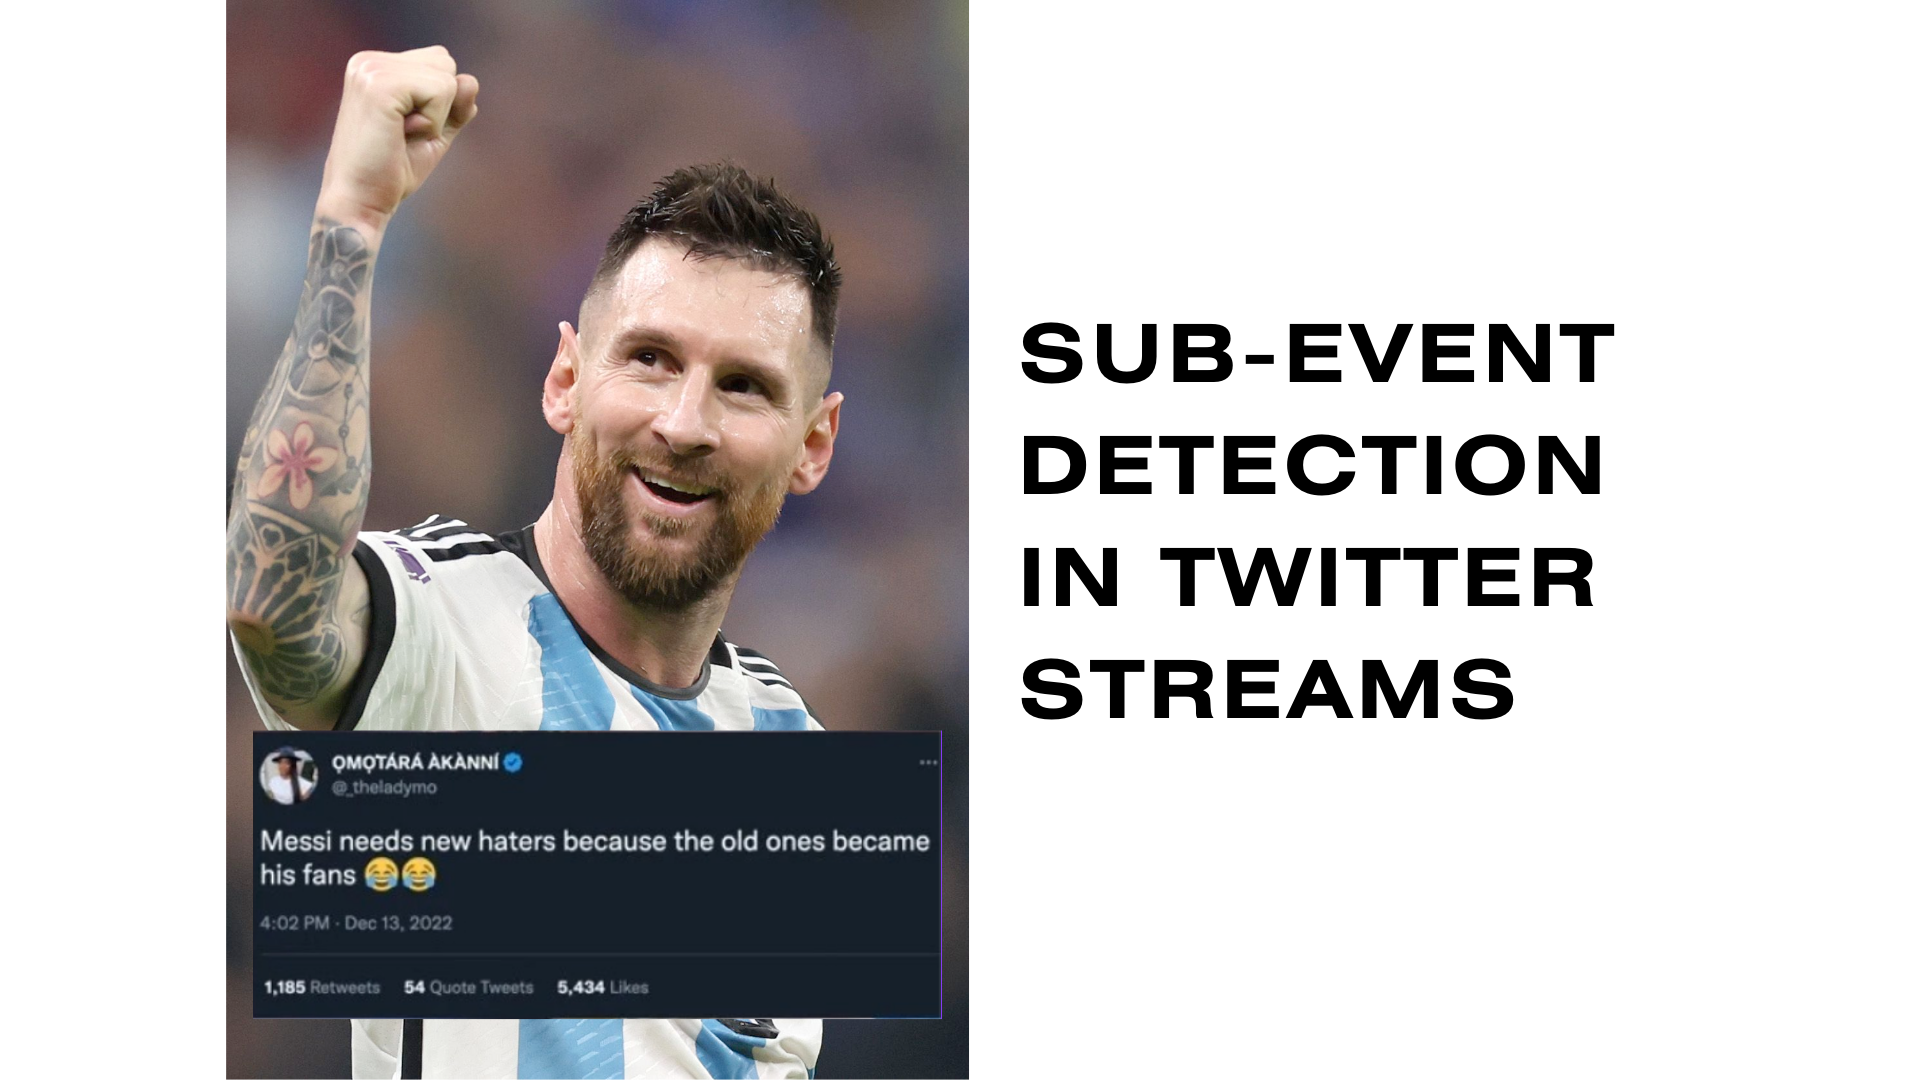 SUB-EVENT
DETECTION
IN TWITTER
STREAMS
ỌMỌTÁRÁ ÀKÀNNÍ
@_theladymo
Messi needs new haters because the old ones became
his fans 😂😂
4:02 PM · Dec 13, 2022
1,185 Retweets 54 Quote Tweets 5,434 Likes